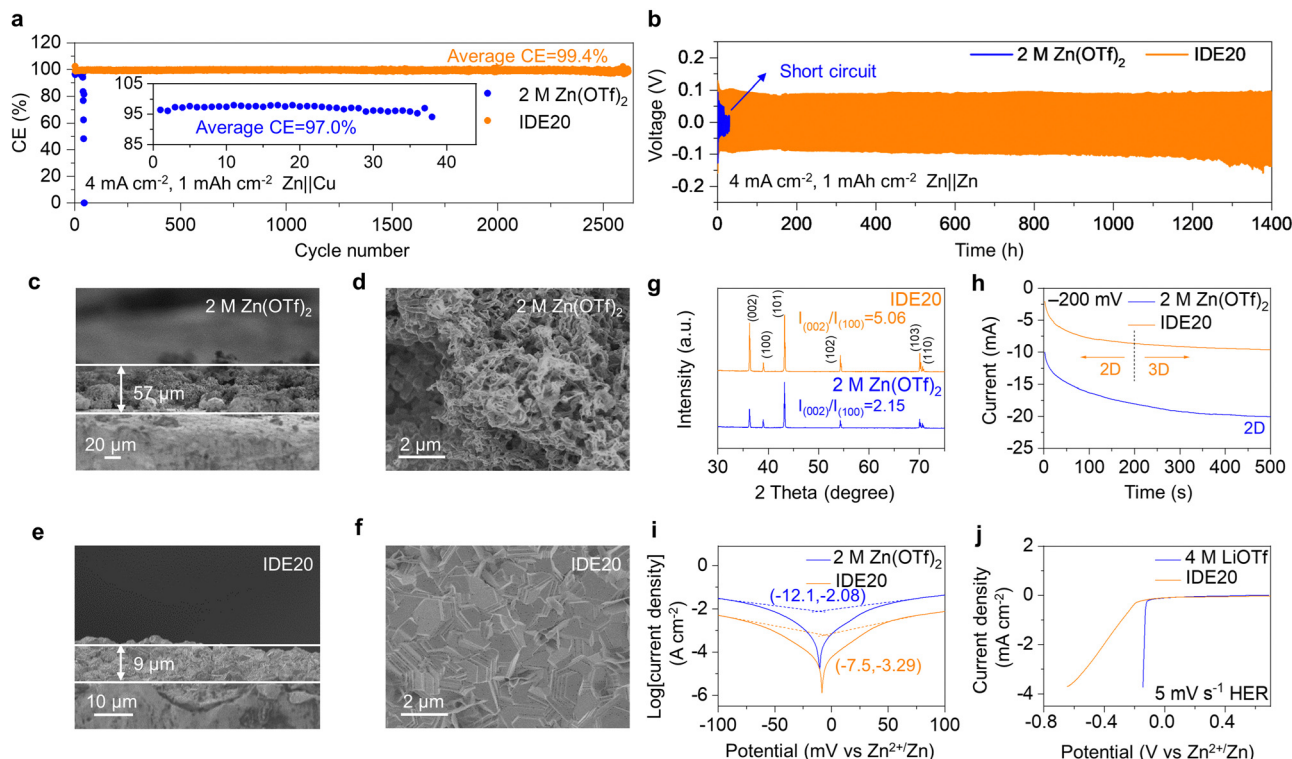 a
120
100
80
60
40
20
0
CE (%)
Average CE=99.4%
2 M Zn(OTf)₂
IDE20
105
95
85
Average CE=97.0%
0 10 20 30 40
4 mA cm⁻², 1 mAh cm⁻² Zn||Cu
0 500 1000 1500 2000 2500
Cycle number
b
0.2
0.1
0.0
-0.1
-0.2
Voltage (V)
2 M Zn(OTf)₂
IDE20
Short circuit
4 mA cm⁻², 1 mAh cm⁻² Zn||Zn
0 200 400 600 800 1000 1200 1400
Time (h)
c
2 M Zn(OTf)₂
57 µm
20 µm
d
2 M Zn(OTf)₂
2 µm
e
IDE20
9 µm
10 µm
f
IDE20
2 µm
g
Intensity (a.u.)
(002)
(100)
(101)
(102)
(103)
(110)
IDE20
I(002)/I(100)=5.06
2 M Zn(OTf)₂
I(002)/I(100)=2.15
30 40 50 60 70
2 Theta (degree)
h
0
-5
-10
-15
-20
-25
Current (mA)
–200 mV
2 M Zn(OTf)₂
IDE20
2D
3D
2D
0 100 200 300 400 500
Time (s)
i
0
-2
-4
-6
Log[current density]
(A cm⁻²)
2 M Zn(OTf)₂
IDE20
(-12.1,-2.08)
(-7.5,-3.29)
-100 -50 0 50 100
Potential (mV vs Zn²⁺/Zn)
j
2
0
-2
-4
Current density
(mA cm⁻²)
4 M LiOTf
IDE20
5 mV s⁻¹ HER
-0.8 -0.4 0.0 0.4
Potential (V vs Zn²⁺/Zn)